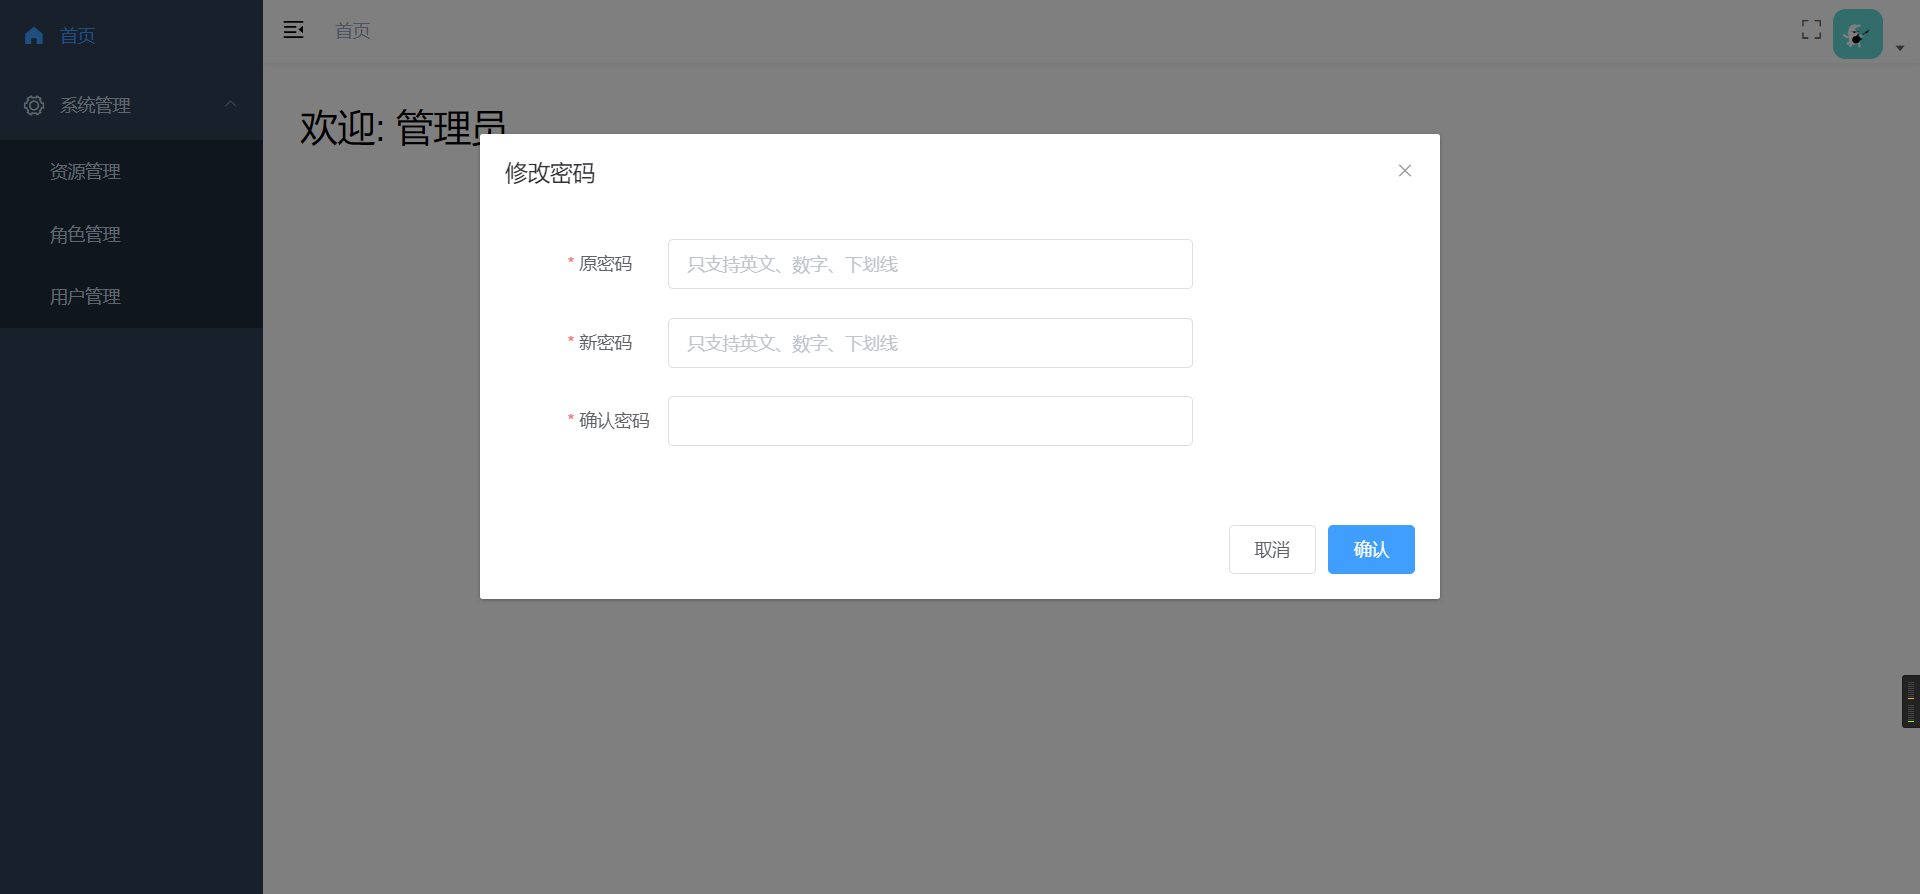 首页
系统管理
资源管理
角色管理
用户管理
首页
欢迎: 管理员
修改密码
* 原密码 只支持英文、数字、下划线
* 新密码 只支持英文、数字、下划线
* 确认密码
取消 确认